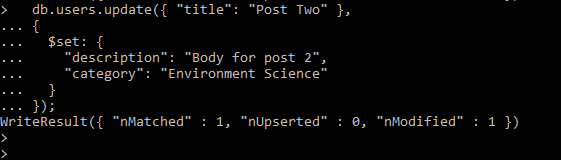 >   db.users.update({ "title": "Post Two" },
... {
...   $set: {
...     "description": "Body for post 2",
...     "category": "Environment Science"
...   }
... });
WriteResult({ "nMatched" : 1, "nUpserted" : 0, "nModified" : 1 })
>
>